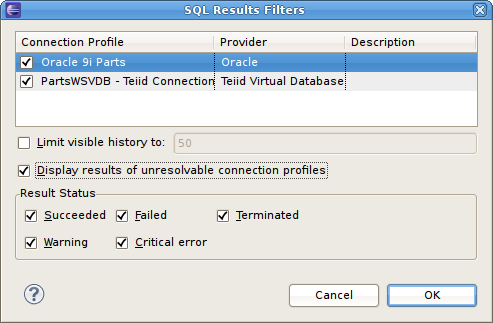 SQL Results Filters
Connection Profile Provider Description
Oracle 9i Parts Oracle
PartsWSVDB - Teiid Connection Teiid Virtual Database
Limit visible history to: 50
Display results of unresolvable connection profiles
Result Status
Succeeded Failed Terminated
Warning Critical error
? Cancel OK